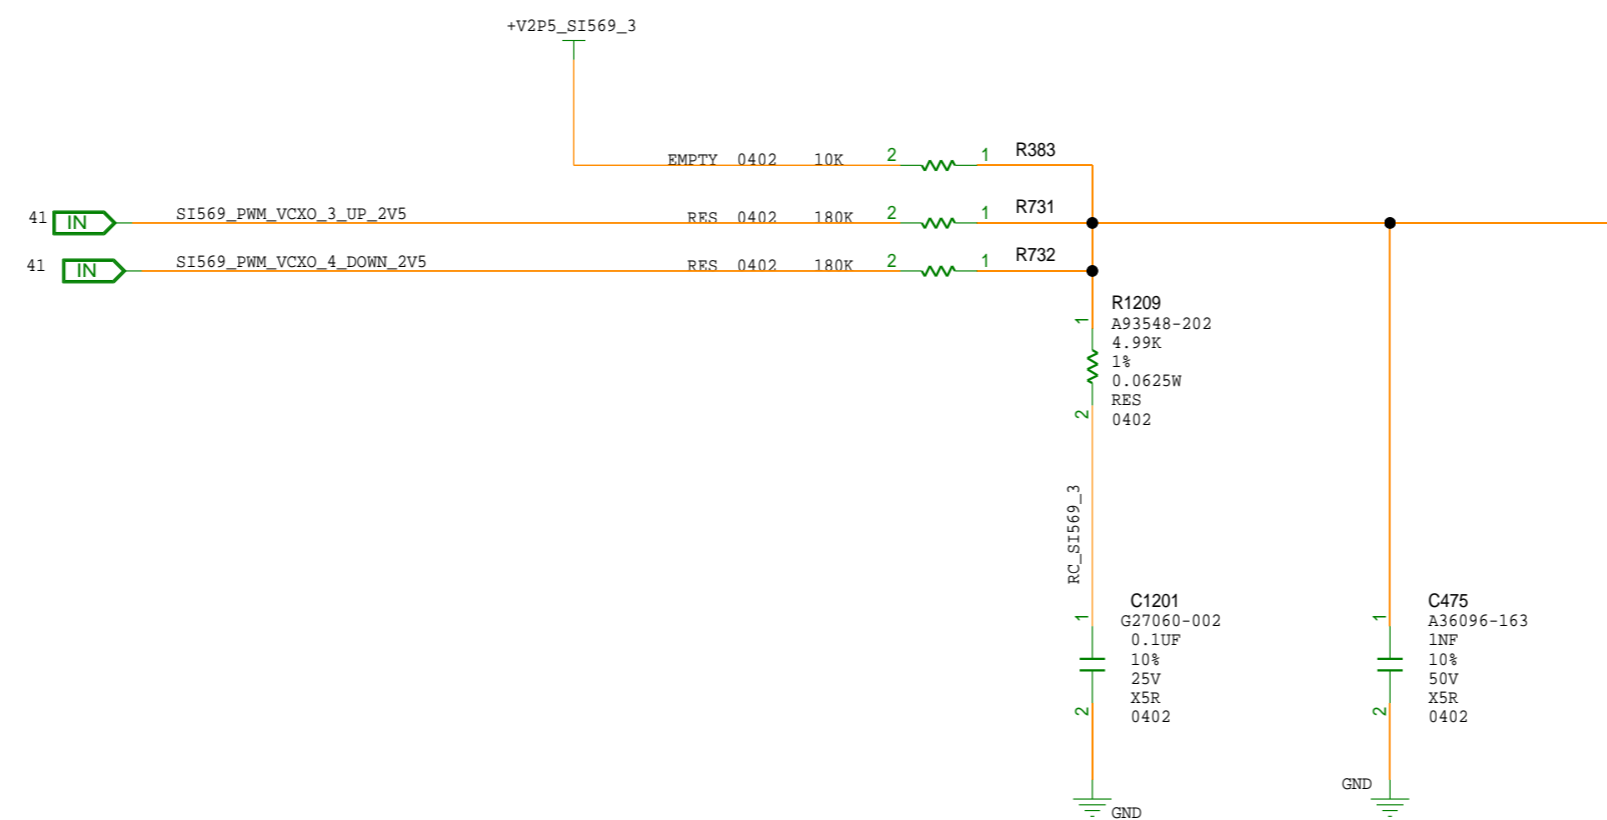 +V2P5_SI569_3
EMPTY 0402 10K 2 1 R383
41 IN SI569_PWM_VCXO_3_UP_2V5 RES 0402 180K 2 1 R731
41 IN SI569_PWM_VCXO_4_DOWN_2V5 RES 0402 180K 2 1 R732
R1209
1 A93548-202
4.99K
1%
0.0625W
RES
2 0402
RC_SI569_3
C1201
1 G27060-002
0.1UF
10%
25V
X5R
2 0402
GND
C475
1 A36096-163
1NF
10%
50V
X5R
2 0402
GND